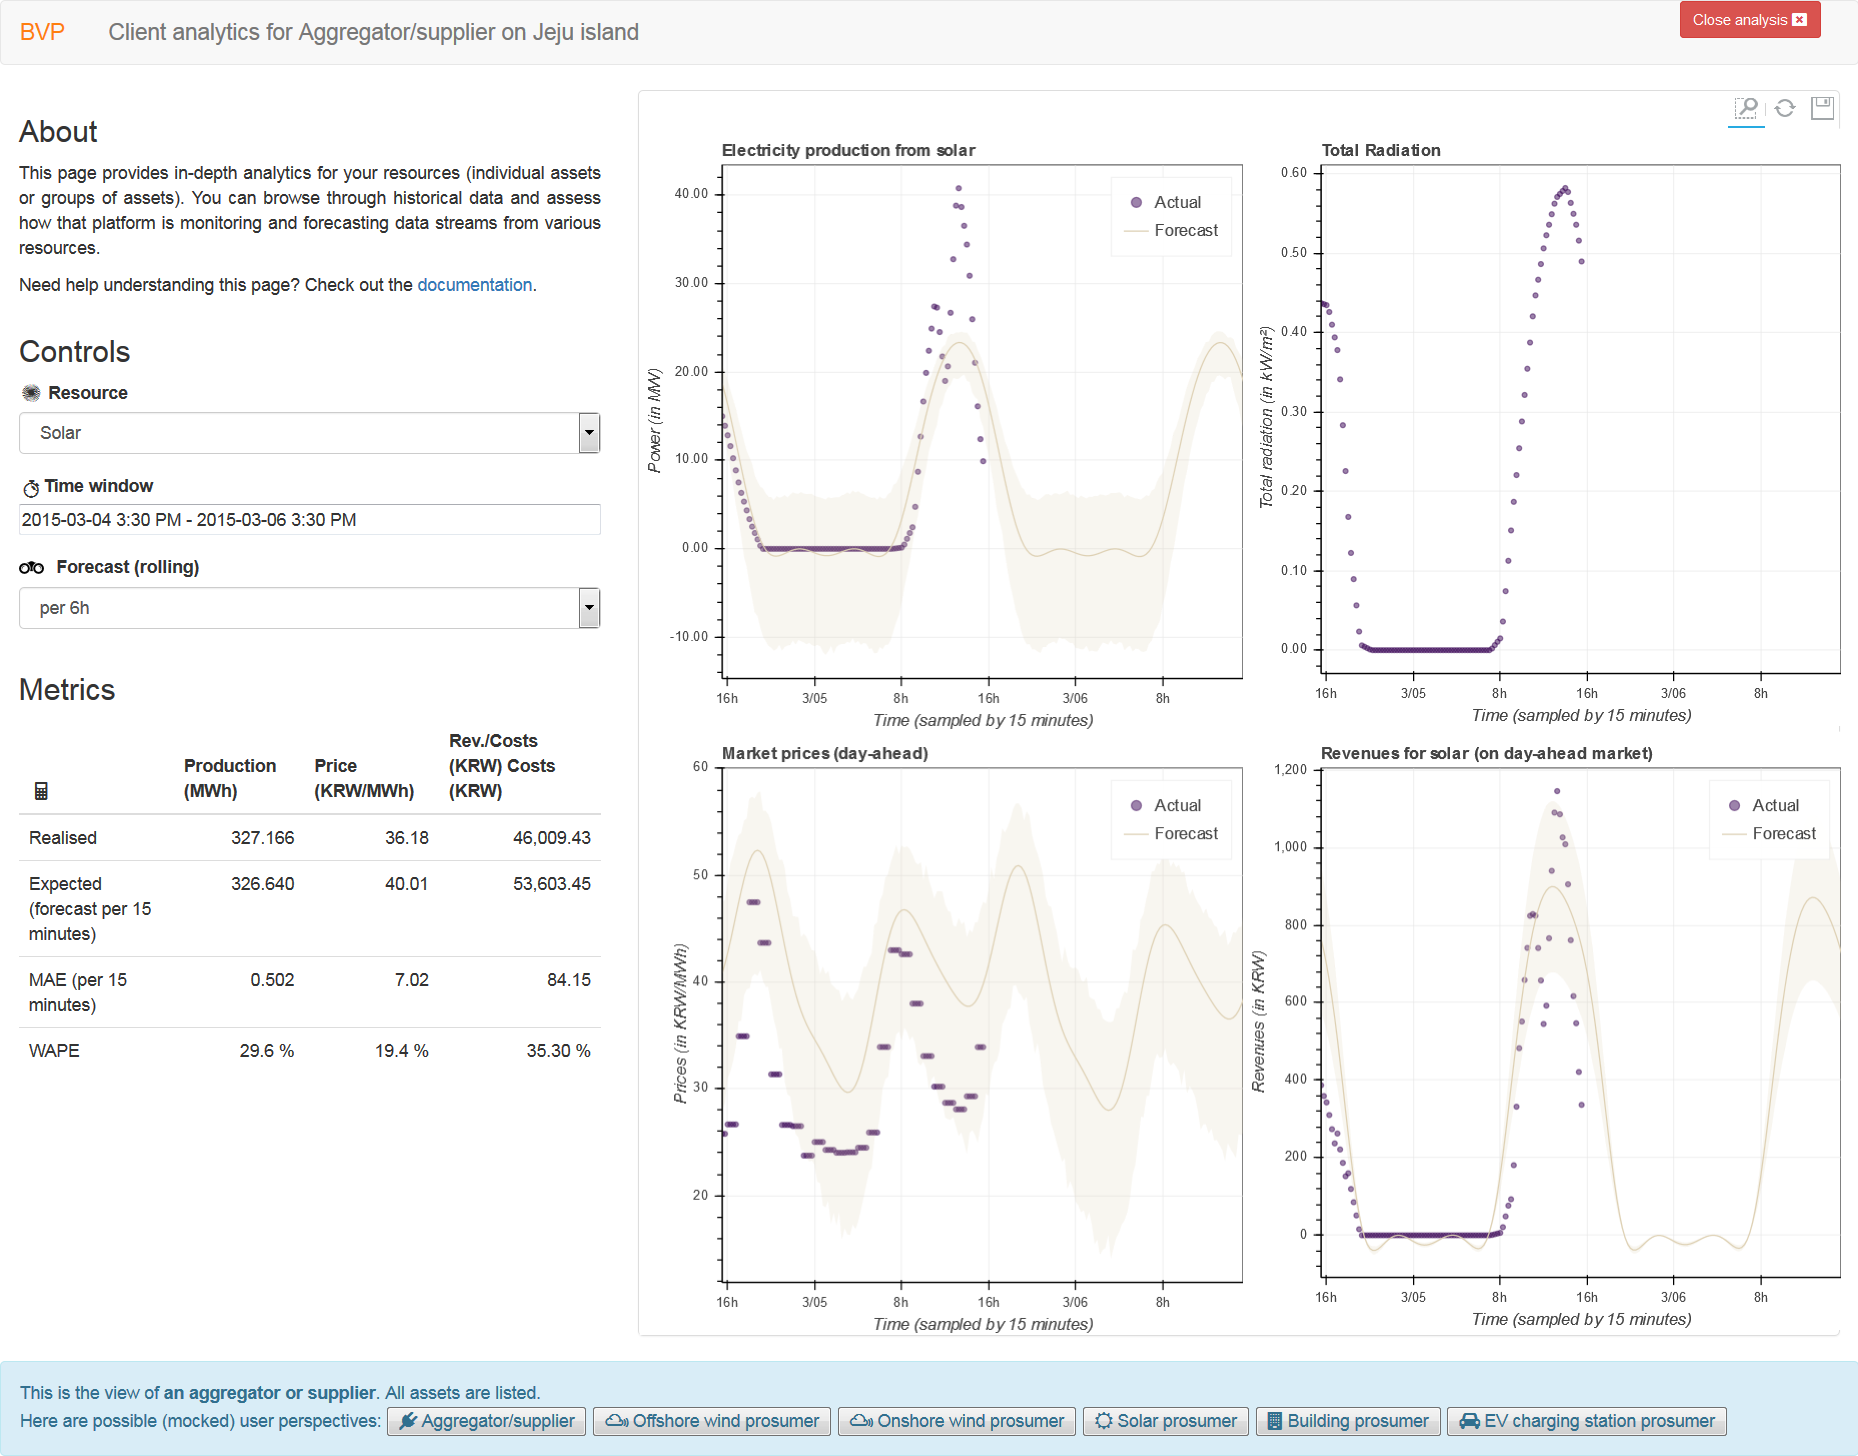 BVP Client analytics for Aggregator/supplier on Jeju island
Close analysis
About
This page provides in-depth analytics for your resources (individual assets
or groups of assets). You can browse through historical data and assess
how that platform is monitoring and forecasting data streams from various
resources.
Need help understanding this page? Check out the documentation.
Controls
Resource
Solar
Time window
2015-03-04 3:30 PM - 2015-03-06 3:30 PM
Forecast (rolling)
per 6h
Metrics
Production (MWh) Price (KRW/MWh) Rev./Costs (KRW) Costs (KRW)
Realised 327.166 36.18 46,009.43
Expected (forecast per 15 minutes) 326.640 40.01 53,603.45
MAE (per 15 minutes) 0.502 7.02 84.15
WAPE 29.6 % 19.4 % 35.30 %
Electricity production from solar
Actual
Forecast
Power (in MW)
40.00
30.00
20.00
10.00
0.00
-10.00
16h 3/05 8h 16h 3/06 8h
Time (sampled by 15 minutes)
Total Radiation
Total radiation (in kW/m²)
0.60
0.50
0.40
0.30
0.20
0.10
0.00
16h 3/05 8h 16h 3/06 8h
Time (sampled by 15 minutes)
Market prices (day-ahead)
Actual
Forecast
Prices (in KRW/MWh)
60
50
40
30
20
16h 3/05 8h 16h 3/06 8h
Time (sampled by 15 minutes)
Revenues for solar (on day-ahead market)
Actual
Forecast
Revenues (in KRW)
1,200
1,000
800
600
400
200
0
16h 3/05 8h 16h 3/06 8h
Time (sampled by 15 minutes)
This is the view of an aggregator or supplier. All assets are listed.
Here are possible (mocked) user perspectives: Aggregator/supplier Offshore wind prosumer Onshore wind prosumer Solar prosumer Building prosumer EV charging station prosumer